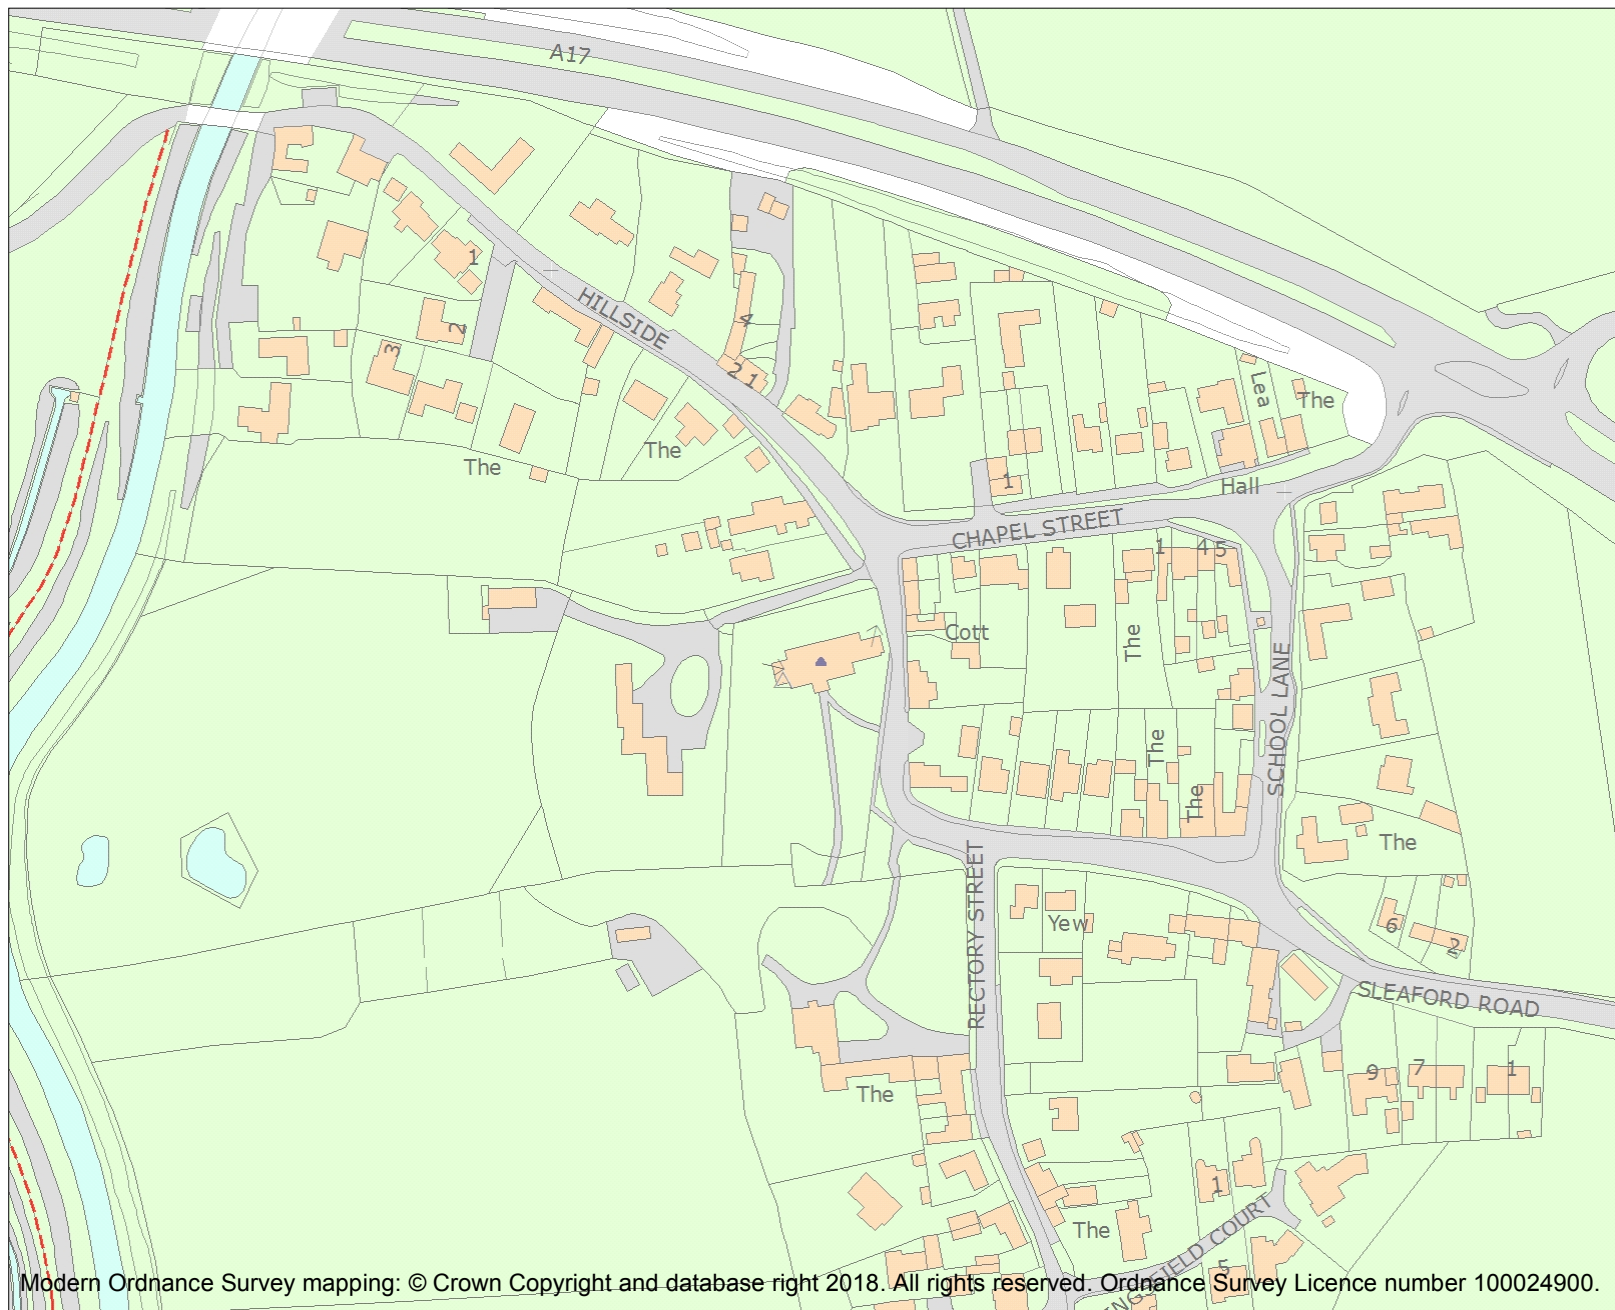 A17
1
HILLSIDE
2
4
3
2 1
Lea
The
The
The
1
Hall
CHAPEL STREET
1
4 5
Cott
The
SCHOOL LANE
The
The
The
RECTORY STREET
Yew
6
2
SLEAFORD ROAD
9
7
1
The
1
The
5
Modern Ordnance Survey mapping: © Crown Copyright and database right 2018. All rights reserved. Ordnance Survey Licence number 100024900.